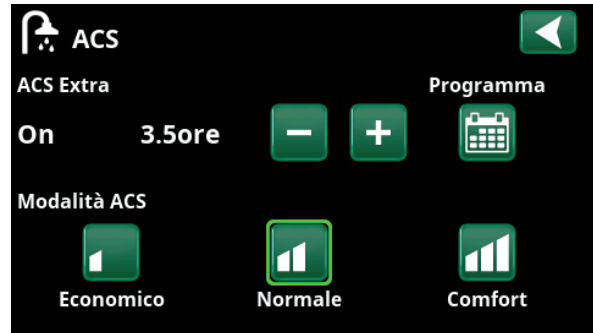 ACS
ACS Extra
Programma
On 3.5ore
Modalità ACS
Economico Normale Comfort